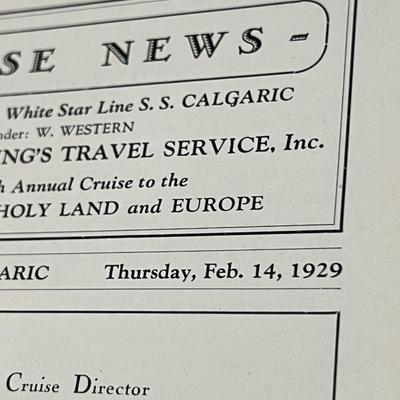 SE NEWS -
White Star Line S. S. CALGARIC
nder: W. WESTERN
NG'S TRAVEL SERVICE, Inc.
h Annual Cruise to the
HOLY LAND and EUROPE
ARIC Thursday, Feb. 14, 1929
Cruise Director